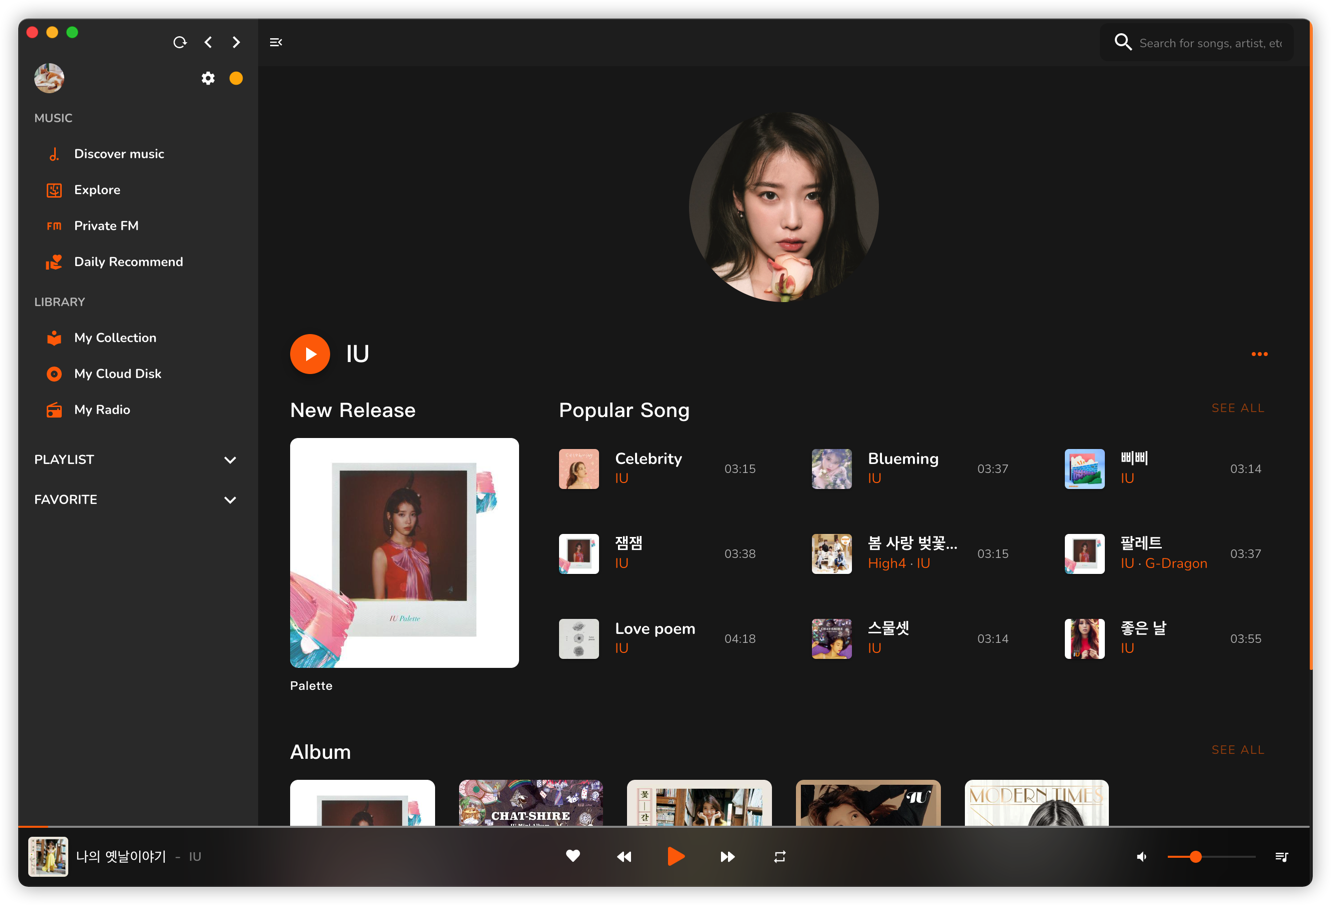 Search for songs, artist, etc
MUSIC
Discover music
Explore
FM
Private FM
Daily Recommend
LIBRARY
My Collection
My Cloud Disk
My Radio
PLAYLIST
FAVORITE
IU
New Release
IU Palette
Palette
Popular Song
SEE ALL
Celebrity
IU
03:15
Blueming
IU
03:37
삐삐
IU
03:14
잼잼
IU
03:38
봄 사랑 벚꽃...
High4 · IU
03:15
팔레트
IU · G-Dragon
03:37
Love poem
IU
04:18
스물셋
IU
03:14
좋은 날
IU
03:55
Album
SEE ALL
CHAT-SHIRE
IU Mini Album
꽃-갈
IU
MODERN TIMES
나의 옛날이야기 - IU